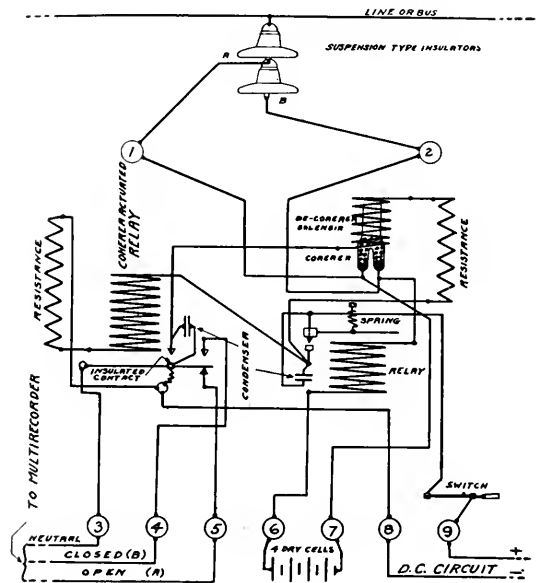 LINE OR BUS
SUSPENSION TYPE INSULATORS
A
B
1
2
COHERER ACTUATED
RELAY
DE-COHERER
SOLENOID
COHERER
RESISTANCE
RESISTANCE
SPRING
CONDENSER
INSULATED
CONTACT
RELAY
TO MULTIRECORDER
SWITCH
3
4
5
6
7
8
9
NEUTRAL
CLOSED (B)
OPEN (A)
4 DRY CELLS
D.C. CIRCUIT
+
−